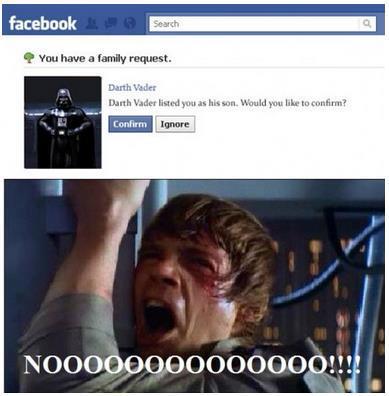 facebook
Search
You have a family request.
Darth Vader
Darth Vader listed you as his son. Would you like to confirm?
Confirm Ignore
NOOOOOOOOOOOOOOO!!!!